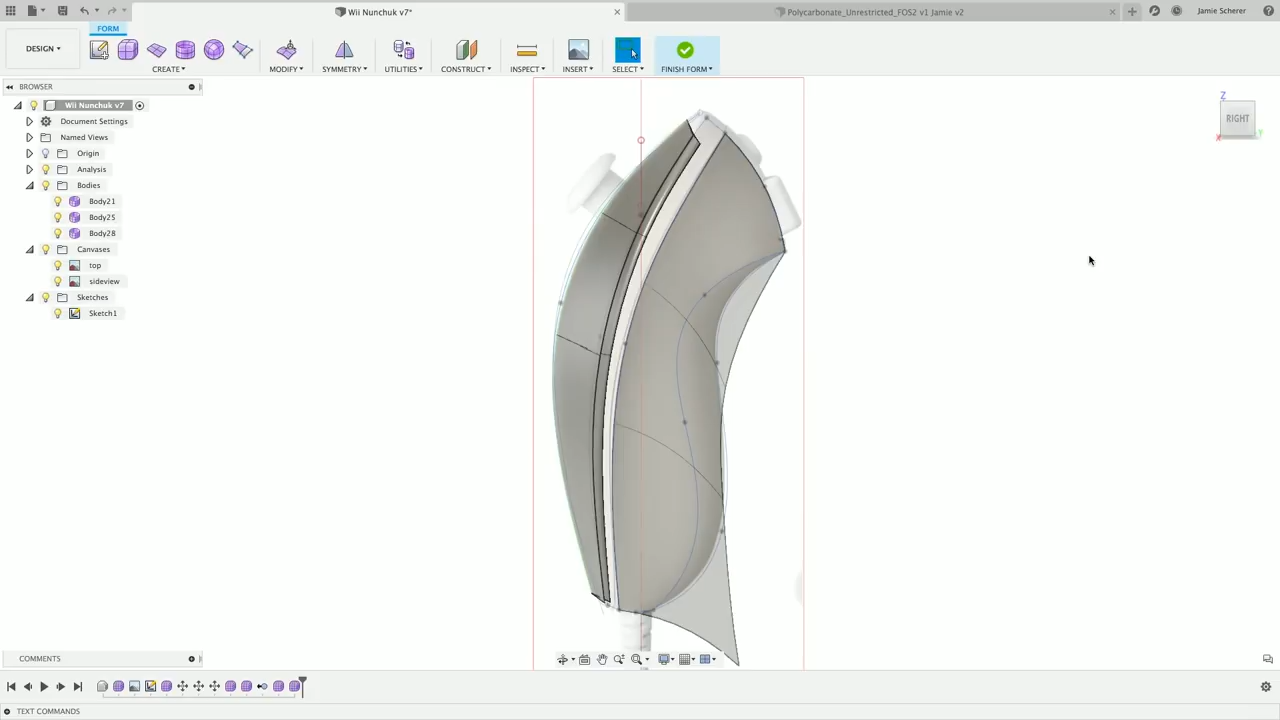 Wii Nunchuk v7*
Polycarbonate_Unrestricted_FOS2 v1 Jamie v2
Jamie Scherer
FORM
DESIGN
CREATE
MODIFY
SYMMETRY
UTILITIES
CONSTRUCT
INSPECT
INSERT
SELECT
FINISH FORM
BROWSER
Wii Nunchuk v7
Document Settings
Named Views
Origin
Analysis
Bodies
Body21
Body25
Body28
Canvases
top
sideview
Sketches
Sketch1
Z
RIGHT
X
Y
COMMENTS
TEXT COMMANDS